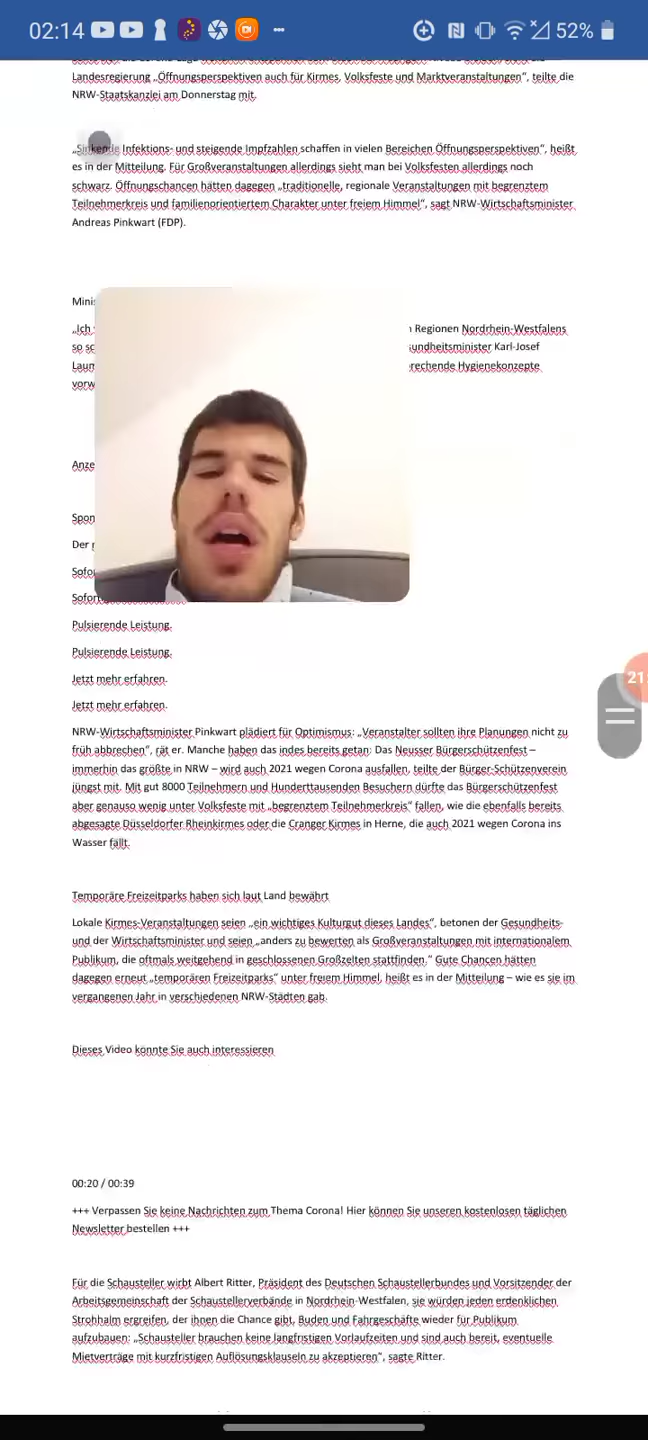 02:14
52%
Landesregierung „Öffnungsperspektiven auch für Kirmes, Volksfeste und Marktveranstaltungen“, teilte die
NRW-Staatskanzlei am Donnerstag mit.
„Sinkende Infektions- und steigende Impfzahlen schaffen in vielen Bereichen Öffnungsperspektiven“, heißt
es in der Mitteilung. Für Großveranstaltungen allerdings sieht man bei Volksfesten allerdings noch
schwarz. Öffnungschancen hätten dagegen „traditionelle, regionale Veranstaltungen mit begrenztem
Teilnehmerkreis und familienorientiertem Charakter unter freiem Himmel“, sagt NRW-Wirtschaftsminister
Andreas Pinkwart (FDP).
Minis
„Ich Regionen Nordrhein-Westfalens
so sc undheitsminister Karl-Josef
Laum rechende Hygienekonzepte
vorw
Anze
Spon
Der
Sofor
Sofor
Pulsierende Leistung.
Pulsierende Leistung.
Jetzt mehr erfahren.
21
Jetzt mehr erfahren.
NRW-Wirtschaftsminister Pinkwart plädiert für Optimismus: „Veranstalter sollten ihre Planungen nicht zu
früh abbrechen“, rät er. Manche haben das indes bereits getan: Das Neusser Bürgerschützenfest –
immerhin das größte in NRW – wird auch 2021 wegen Corona ausfallen, teilte der Bürger-Schützenverein
jüngst mit. Mit gut 8000 Teilnehmern und Hunderttausenden Besuchern dürfte das Bürgerschützenfest
aber genauso wenig unter Volksfeste mit „begrenztem Teilnehmerkreis“ fallen, wie die ebenfalls bereits
abgesagte Düsseldorfer Rheinkirmes oder die Cranger Kirmes in Herne, die auch 2021 wegen Corona ins
Wasser fällt.
Temporäre Freizeitparks haben sich laut Land bewährt
Lokale Kirmes-Veranstaltungen seien „ein wichtiges Kulturgut dieses Landes“, betonen der Gesundheits-
und der Wirtschaftsminister und seien „anders zu bewerten als Großveranstaltungen mit internationalem
Publikum, die oftmals weitgehend in geschlossenen Großzelten stattfinden.“ Gute Chancen hätten
dagegen erneut „temporären Freizeitparks“ unter freiem Himmel, heißt es in der Mitteilung – wie es sie im
vergangenen Jahr in verschiedenen NRW-Städten gab.
Dieses Video könnte Sie auch interessieren
00:20 / 00:39
+++ Verpassen Sie keine Nachrichten zum Thema Corona! Hier können Sie unseren kostenlosen täglichen
Newsletter bestellen +++
Für die Schausteller wirbt Albert Ritter, Präsident des Deutschen Schaustellerbundes und Vorsitzender der
Arbeitsgemeinschaft der Schaustellerverbände in Nordrhein-Westfalen, sie würden jeden erdenklichen
Strohhalm ergreifen, der ihnen die Chance gibt, Buden und Fahrgeschäfte wieder für Publikum
aufzubauen: „Schausteller brauchen keine langfristigen Vorlaufzeiten und sind auch bereit, eventuelle
Mietverträge mit kurzfristigen Auflösungsklauseln zu akzeptieren“, sagte Ritter.